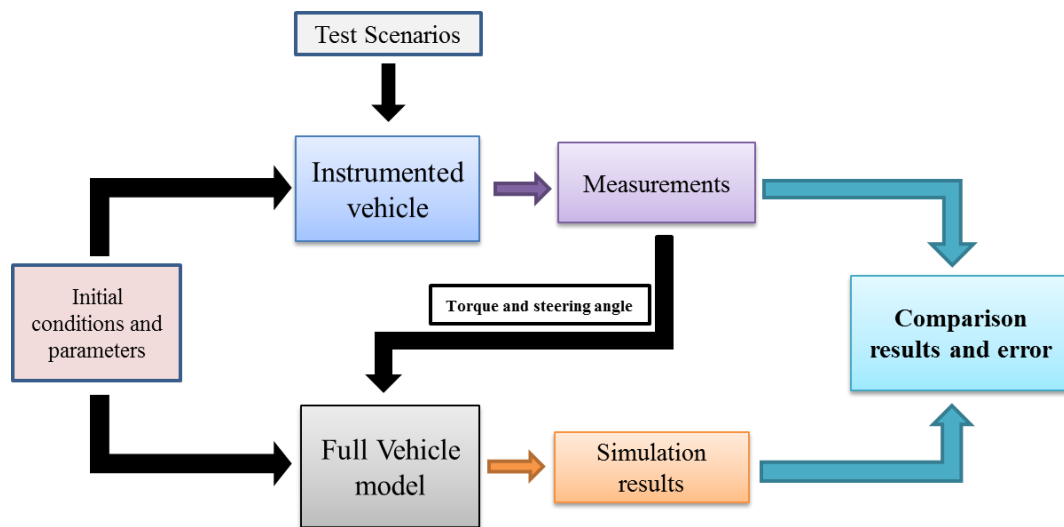 Test Scenarios
Instrumented
vehicle
Measurements
Initial
conditions and
parameters
Torque and steering angle
Comparison
results and error
Full Vehicle
model
Simulation
results